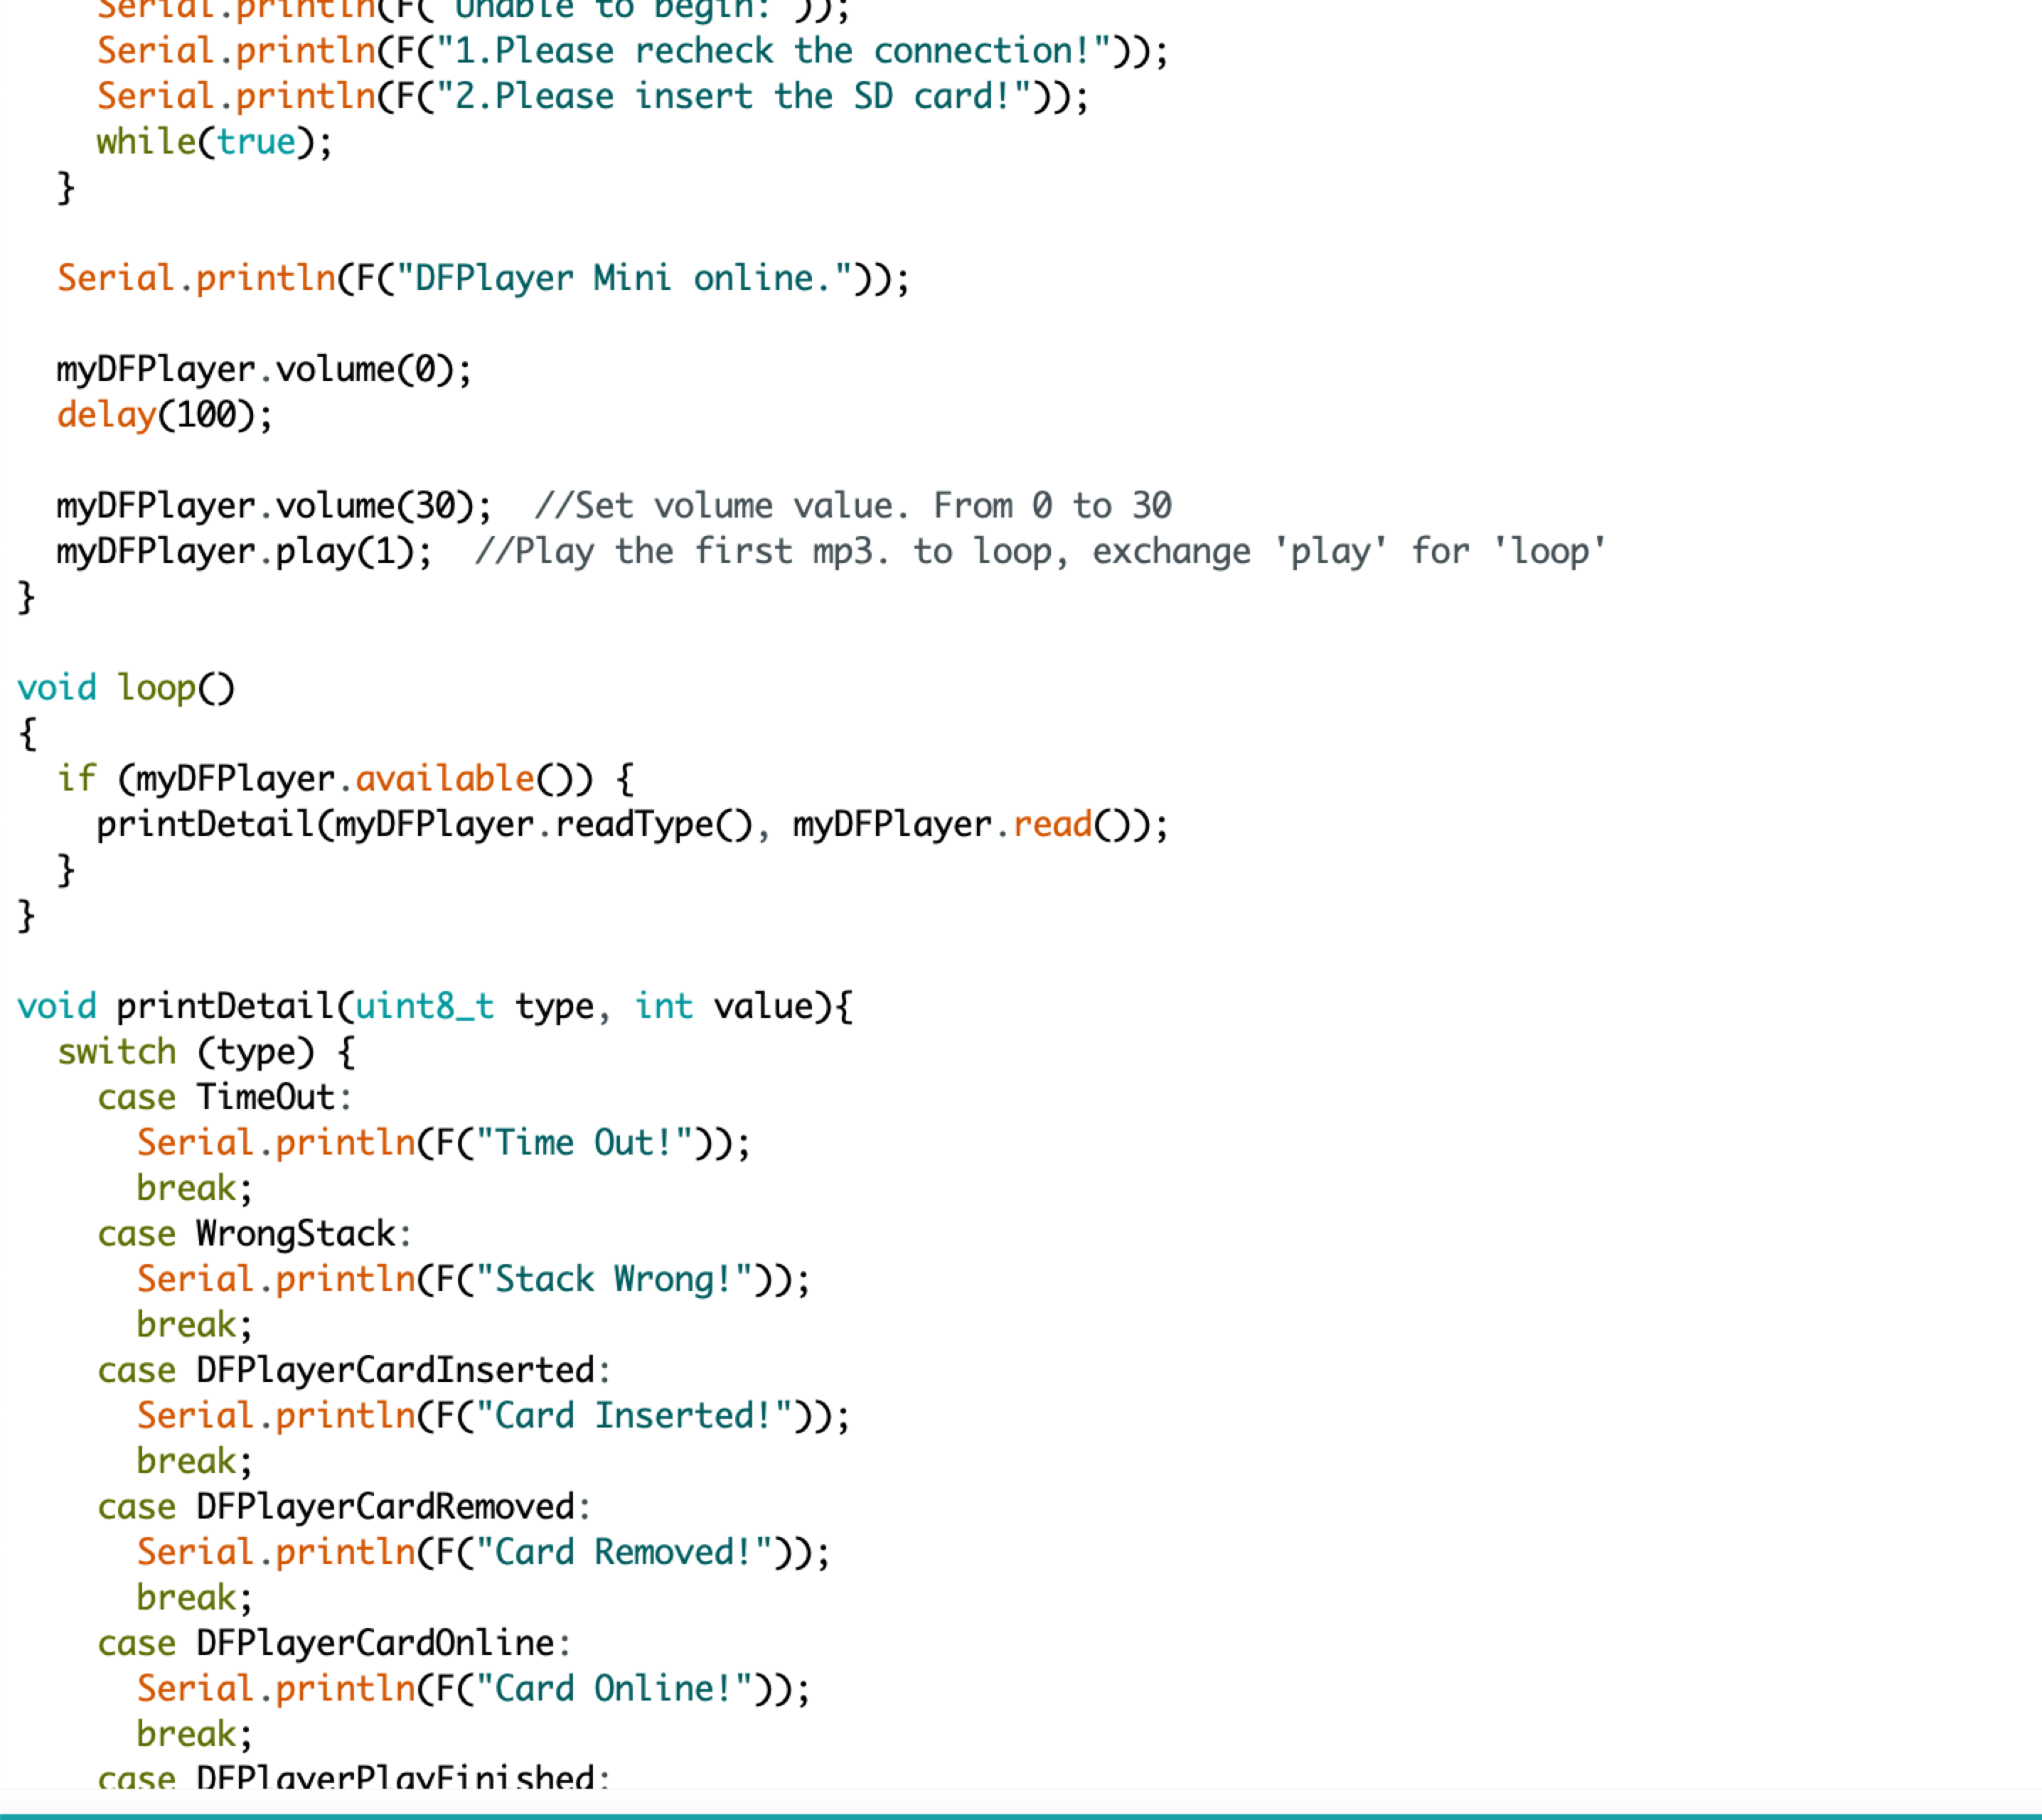 Serial.println(F("Unable to begin:"));
Serial.println(F("1.Please recheck the connection!"));
Serial.println(F("2.Please insert the SD card!"));
while(true);
}
Serial.println(F("DFPlayer Mini online."));
myDFPlayer.volume(0);
delay(100);
myDFPlayer.volume(30);  //Set volume value. From 0 to 30
myDFPlayer.play(1);  //Play the first mp3. to loop, exchange 'play' for 'loop'
}
void loop()
{
if (myDFPlayer.available()) {
printDetail(myDFPlayer.readType(), myDFPlayer.read());
}
}
void printDetail(uint8_t type, int value){
switch (type) {
case TimeOut:
Serial.println(F("Time Out!"));
break;
case WrongStack:
Serial.println(F("Stack Wrong!"));
break;
case DFPlayerCardInserted:
Serial.println(F("Card Inserted!"));
break;
case DFPlayerCardRemoved:
Serial.println(F("Card Removed!"));
break;
case DFPlayerCardOnline:
Serial.println(F("Card Online!"));
break;
case DFPlayerPlayFinished: